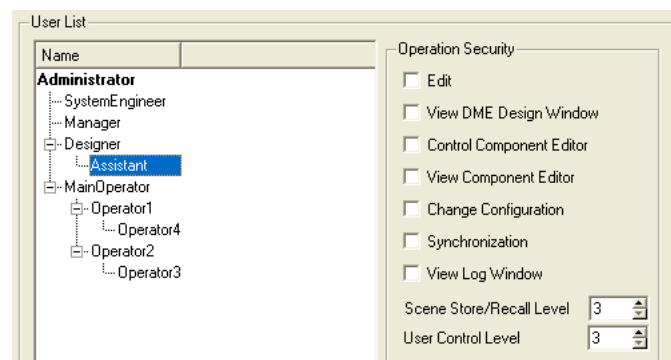 User List
Name
Administrator
SystemEngineer
Manager
Designer
Assistant
MainOperator
Operator1
Operator4
Operator2
Operator3
Operation Security
Edit
View DME Design Window
Control Component Editor
View Component Editor
Change Configuration
Synchronization
View Log Window
Scene Store/Recall Level 3
User Control Level 3